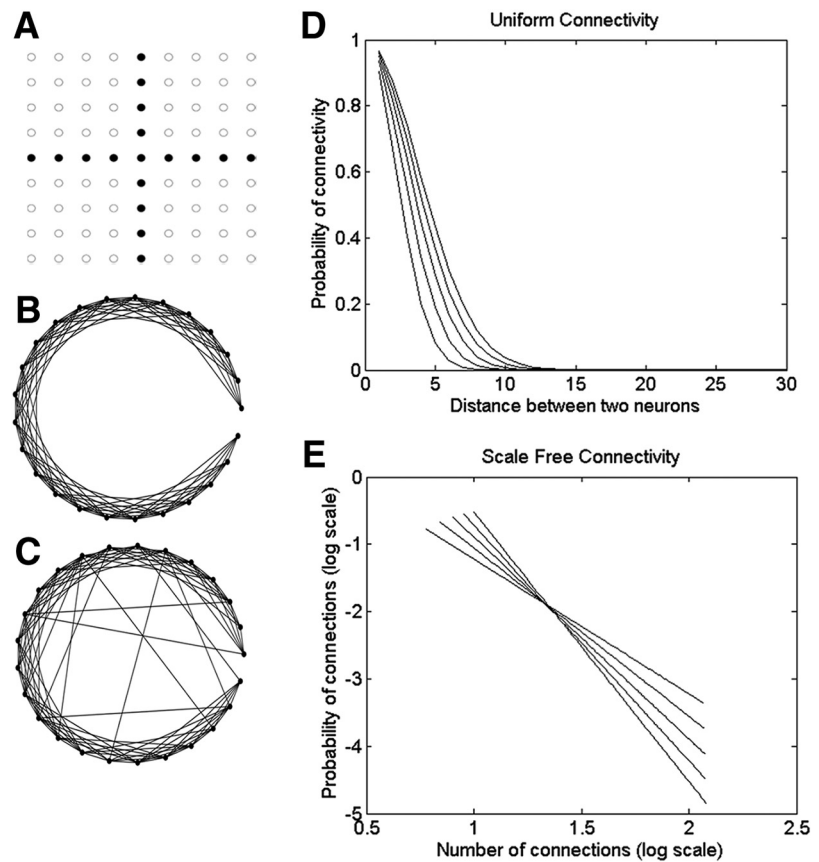 A
B
C
D
Uniform Connectivity
Probability of connectivity
1
0.8
0.6
0.4
0.2
0
0 5 10 15 20 25 30
Distance between two neurons
E
Scale Free Connectivity
Probability of connections (log scale)
0
-1
-2
-3
-4
-5
0.5 1 1.5 2 2.5
Number of connections (log scale)